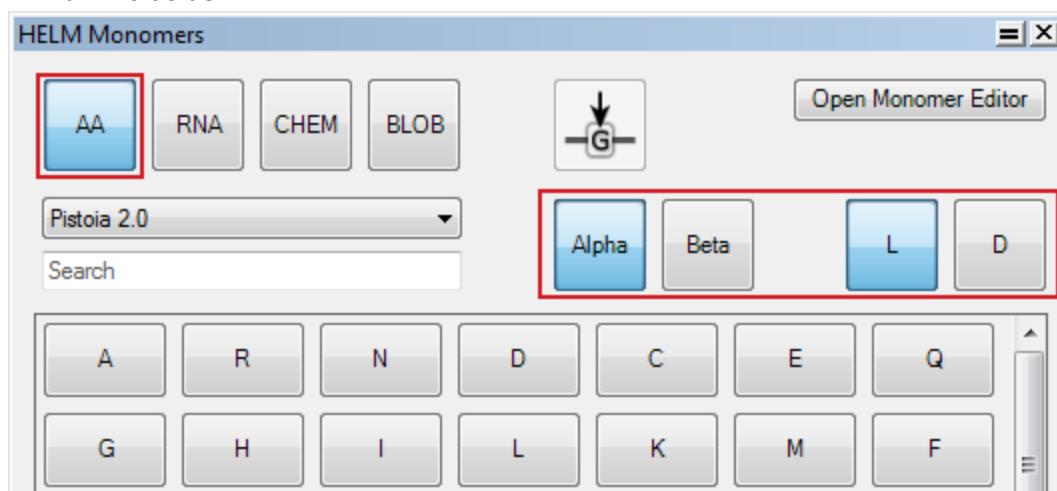 HELM Monomers
AA RNA CHEM BLOB G Open Monomer Editor
Pistoia 2.0
Alpha Beta L D
Search
A R N D C E Q
G H I L K M F